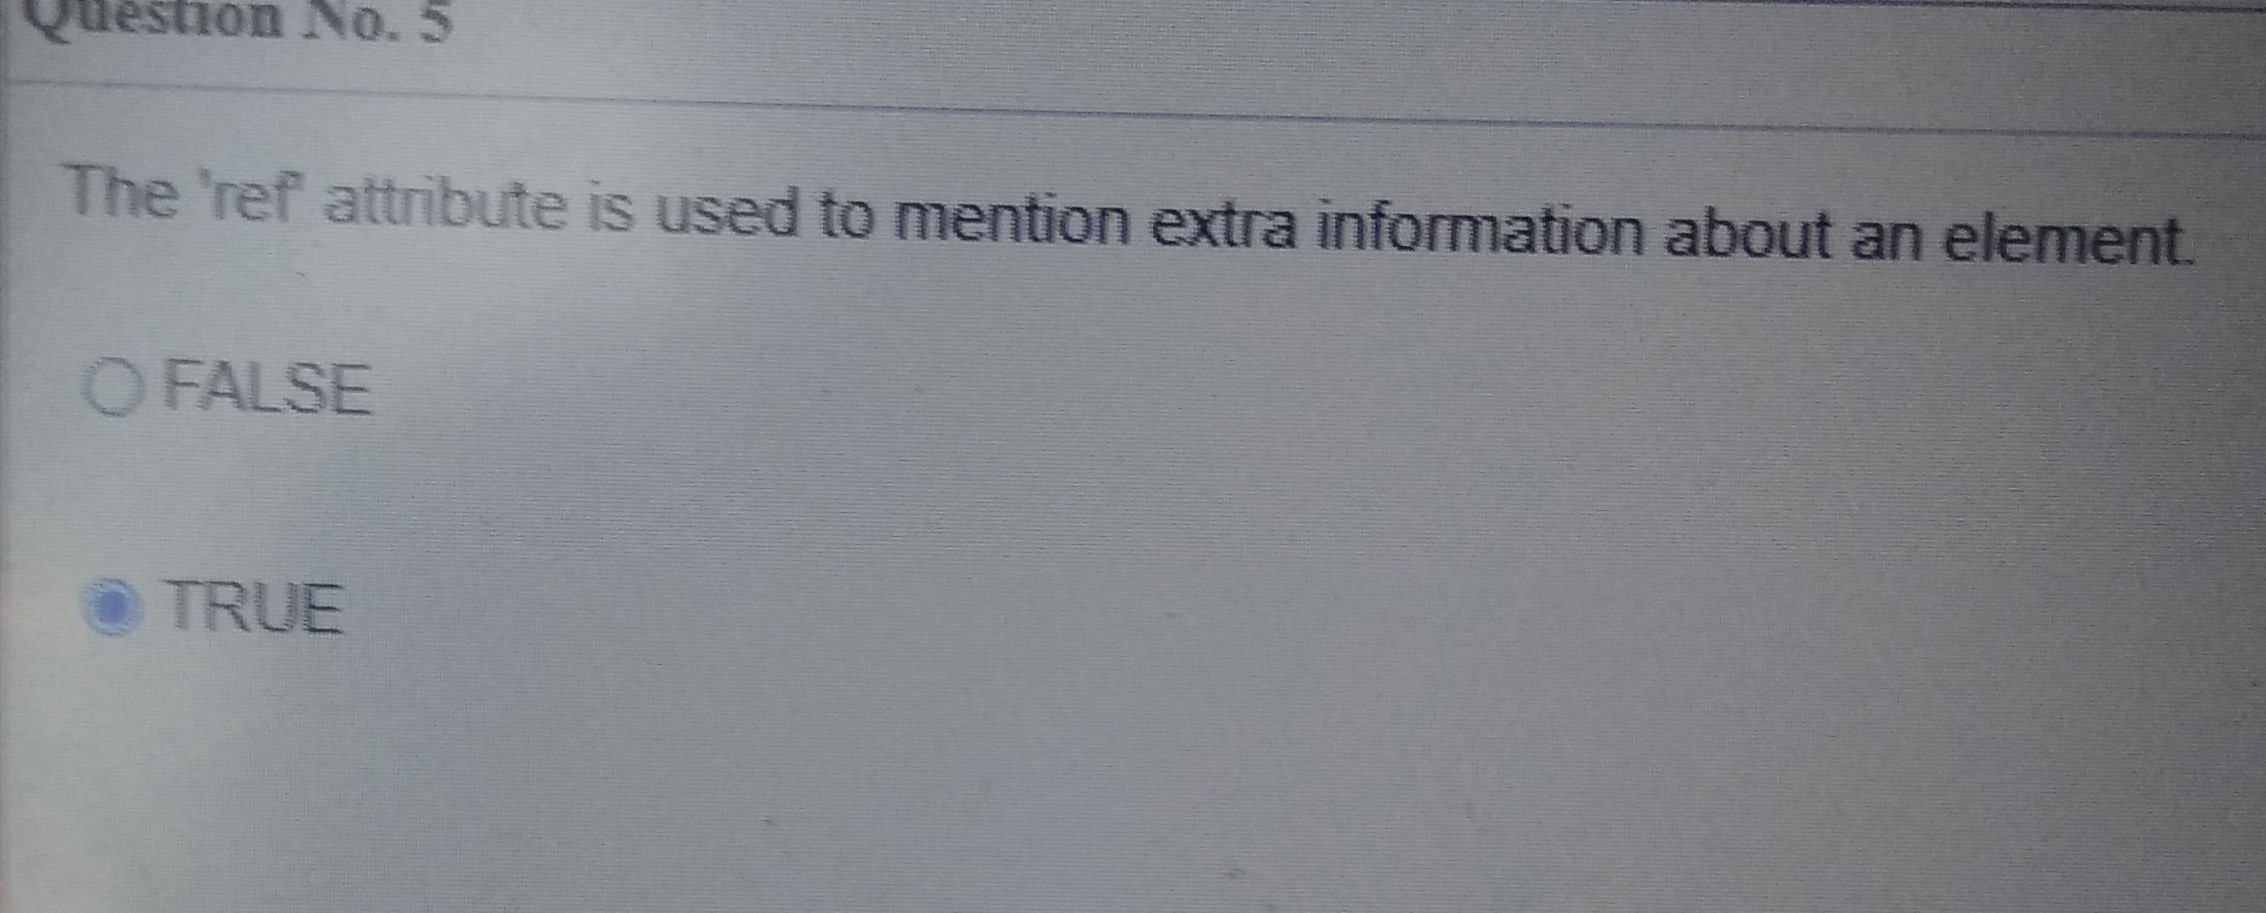 Question No. 5
The 'ref' attribute is used to mention extra information about an element.
FALSE
TRUE